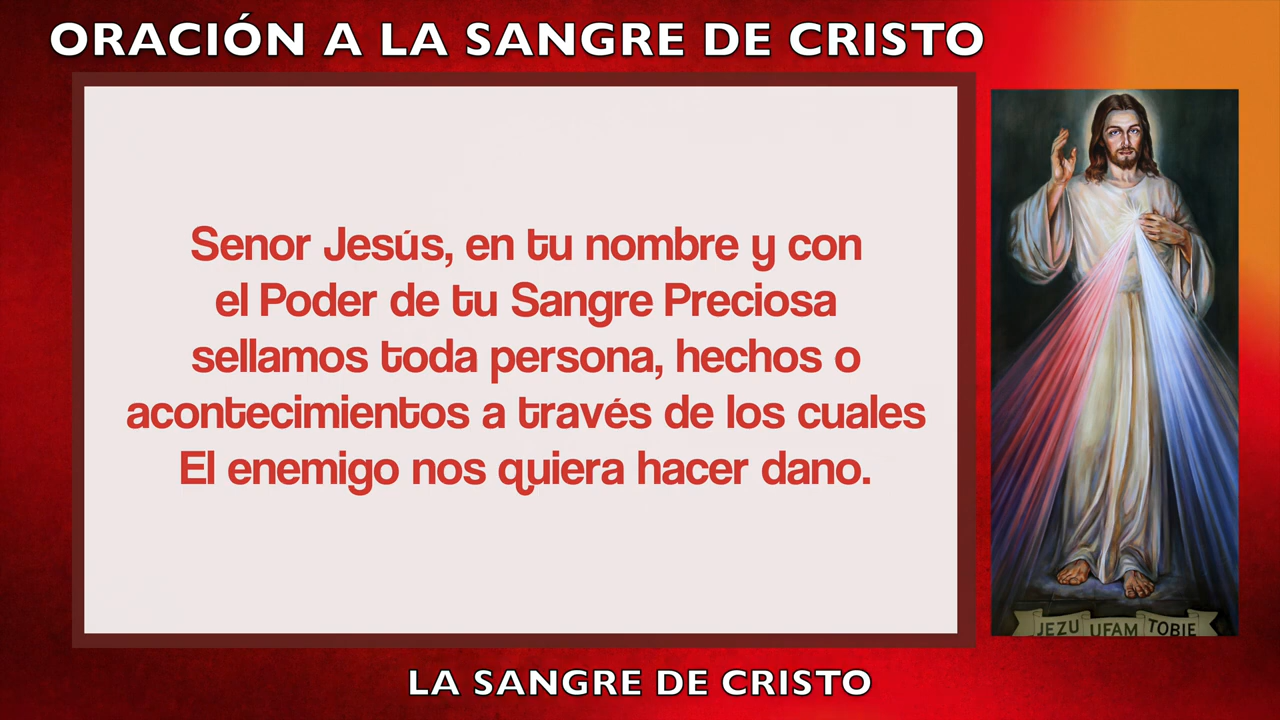 ORACIÓN A LA SANGRE DE CRISTO
Senor Jesús, en tu nombre y con
el Poder de tu Sangre Preciosa
sellamos toda persona, hechos o
acontecimientos a través de los cuales
El enemigo nos quiera hacer dano.
JEZU UFAM TOBIE
LA SANGRE DE CRISTO